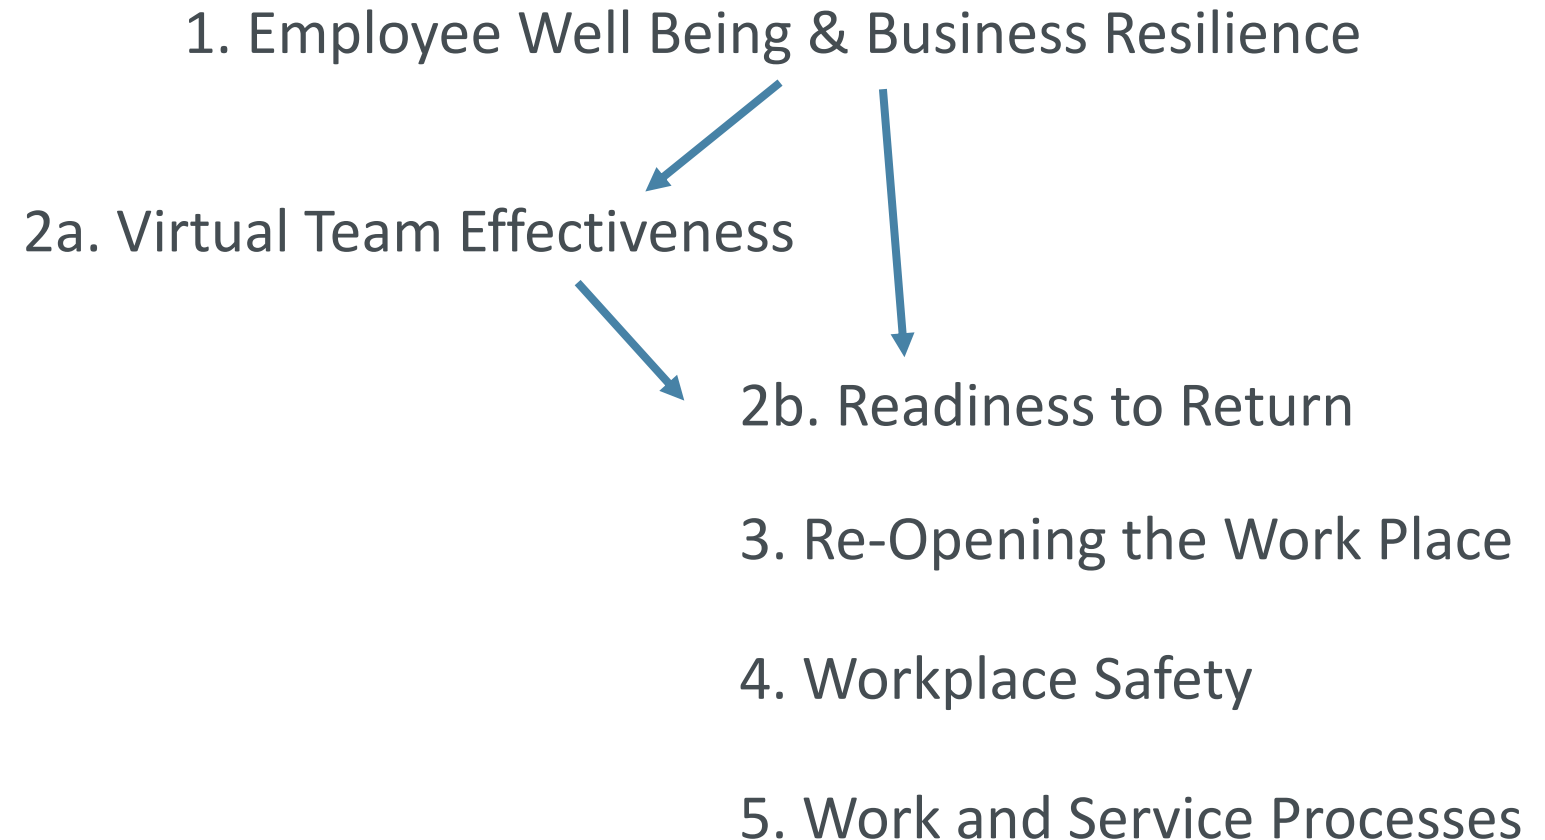 1. Employee Well Being & Business Resilience
2a. Virtual Team Effectiveness
2b. Readiness to Return
3. Re-Opening the Work Place
4. Workplace Safety
5. Work and Service Processes